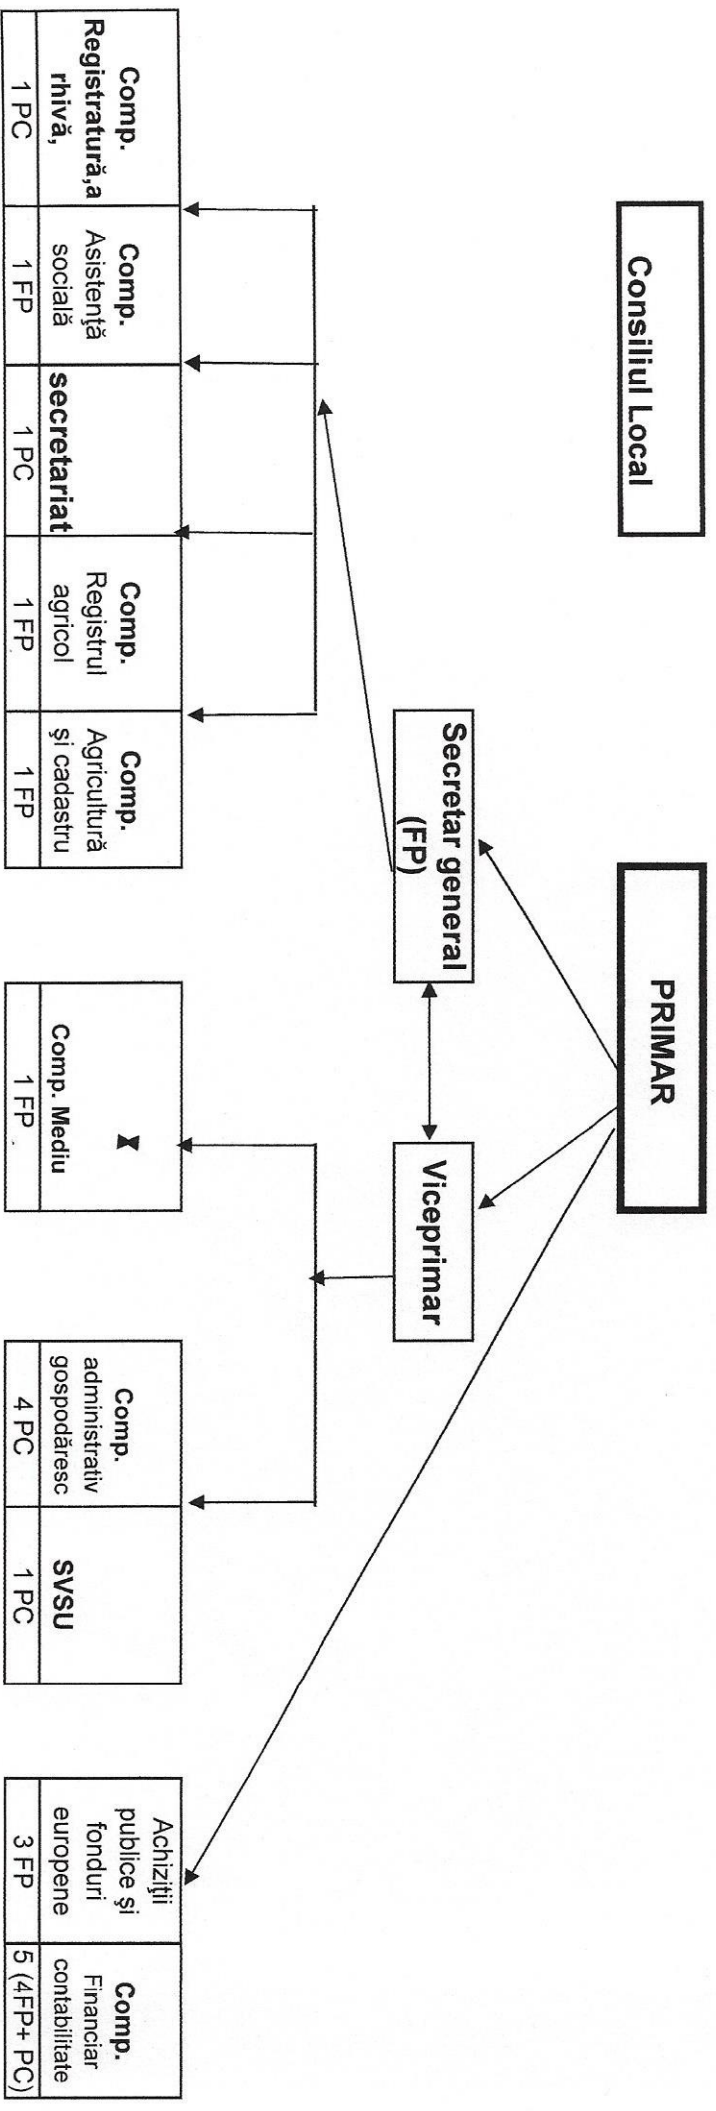 Consiliul Local
PRIMAR
Secretar general
(FP)
Viceprimar
Comp.
Registratură,a
rhivă,
1 PC
Comp.
Asistenţă
socială
1 FP
secretariat
1 PC
Comp.
Registrul
agricol
1 FP
Comp.
Agricultură
şi cadastru
1 FP
Comp. Mediu
1 FP
Comp.
administrativ
gospodăresc
4 PC
SVSU
1 PC
Achiziţii
publice şi
fonduri
europene
3 FP
Comp.
Financiar
contabilitate
5 (4FP+ PC)